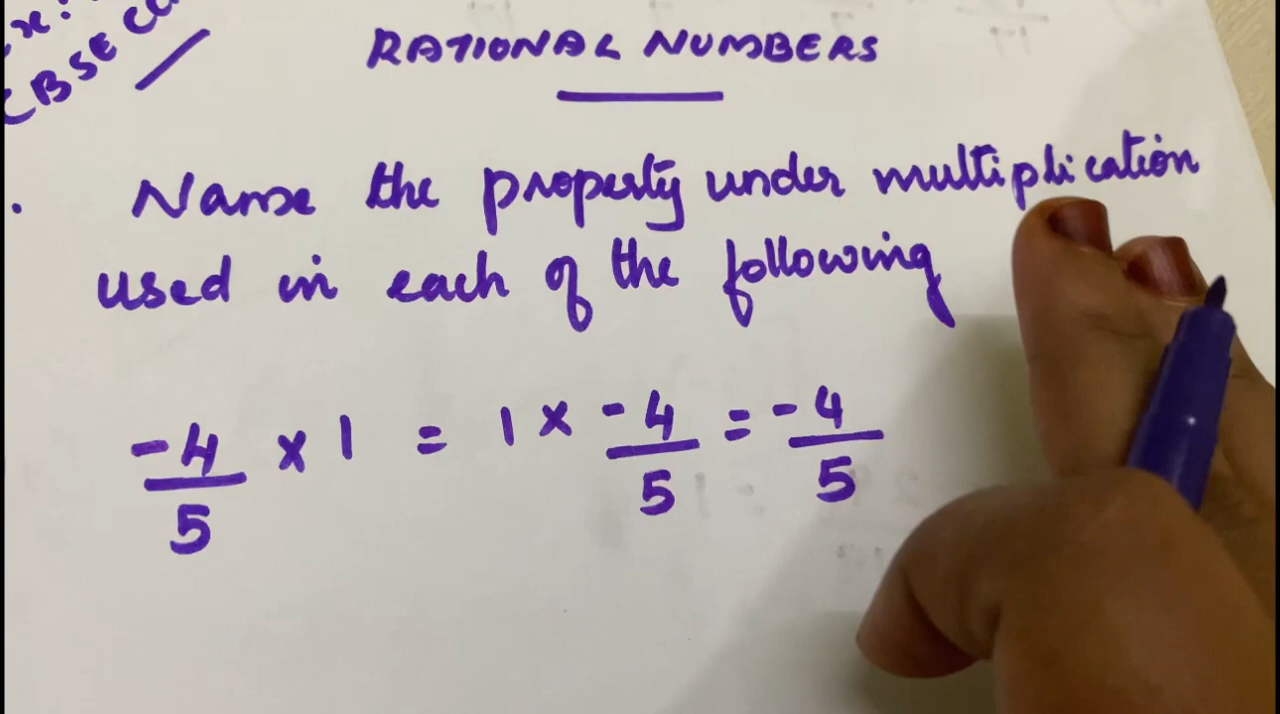 CBSE
RATIONAL NUMBERS
. Name the property under multiplication
used in each of the following
-4/5 × 1 = 1 × -4/5 = -4/5